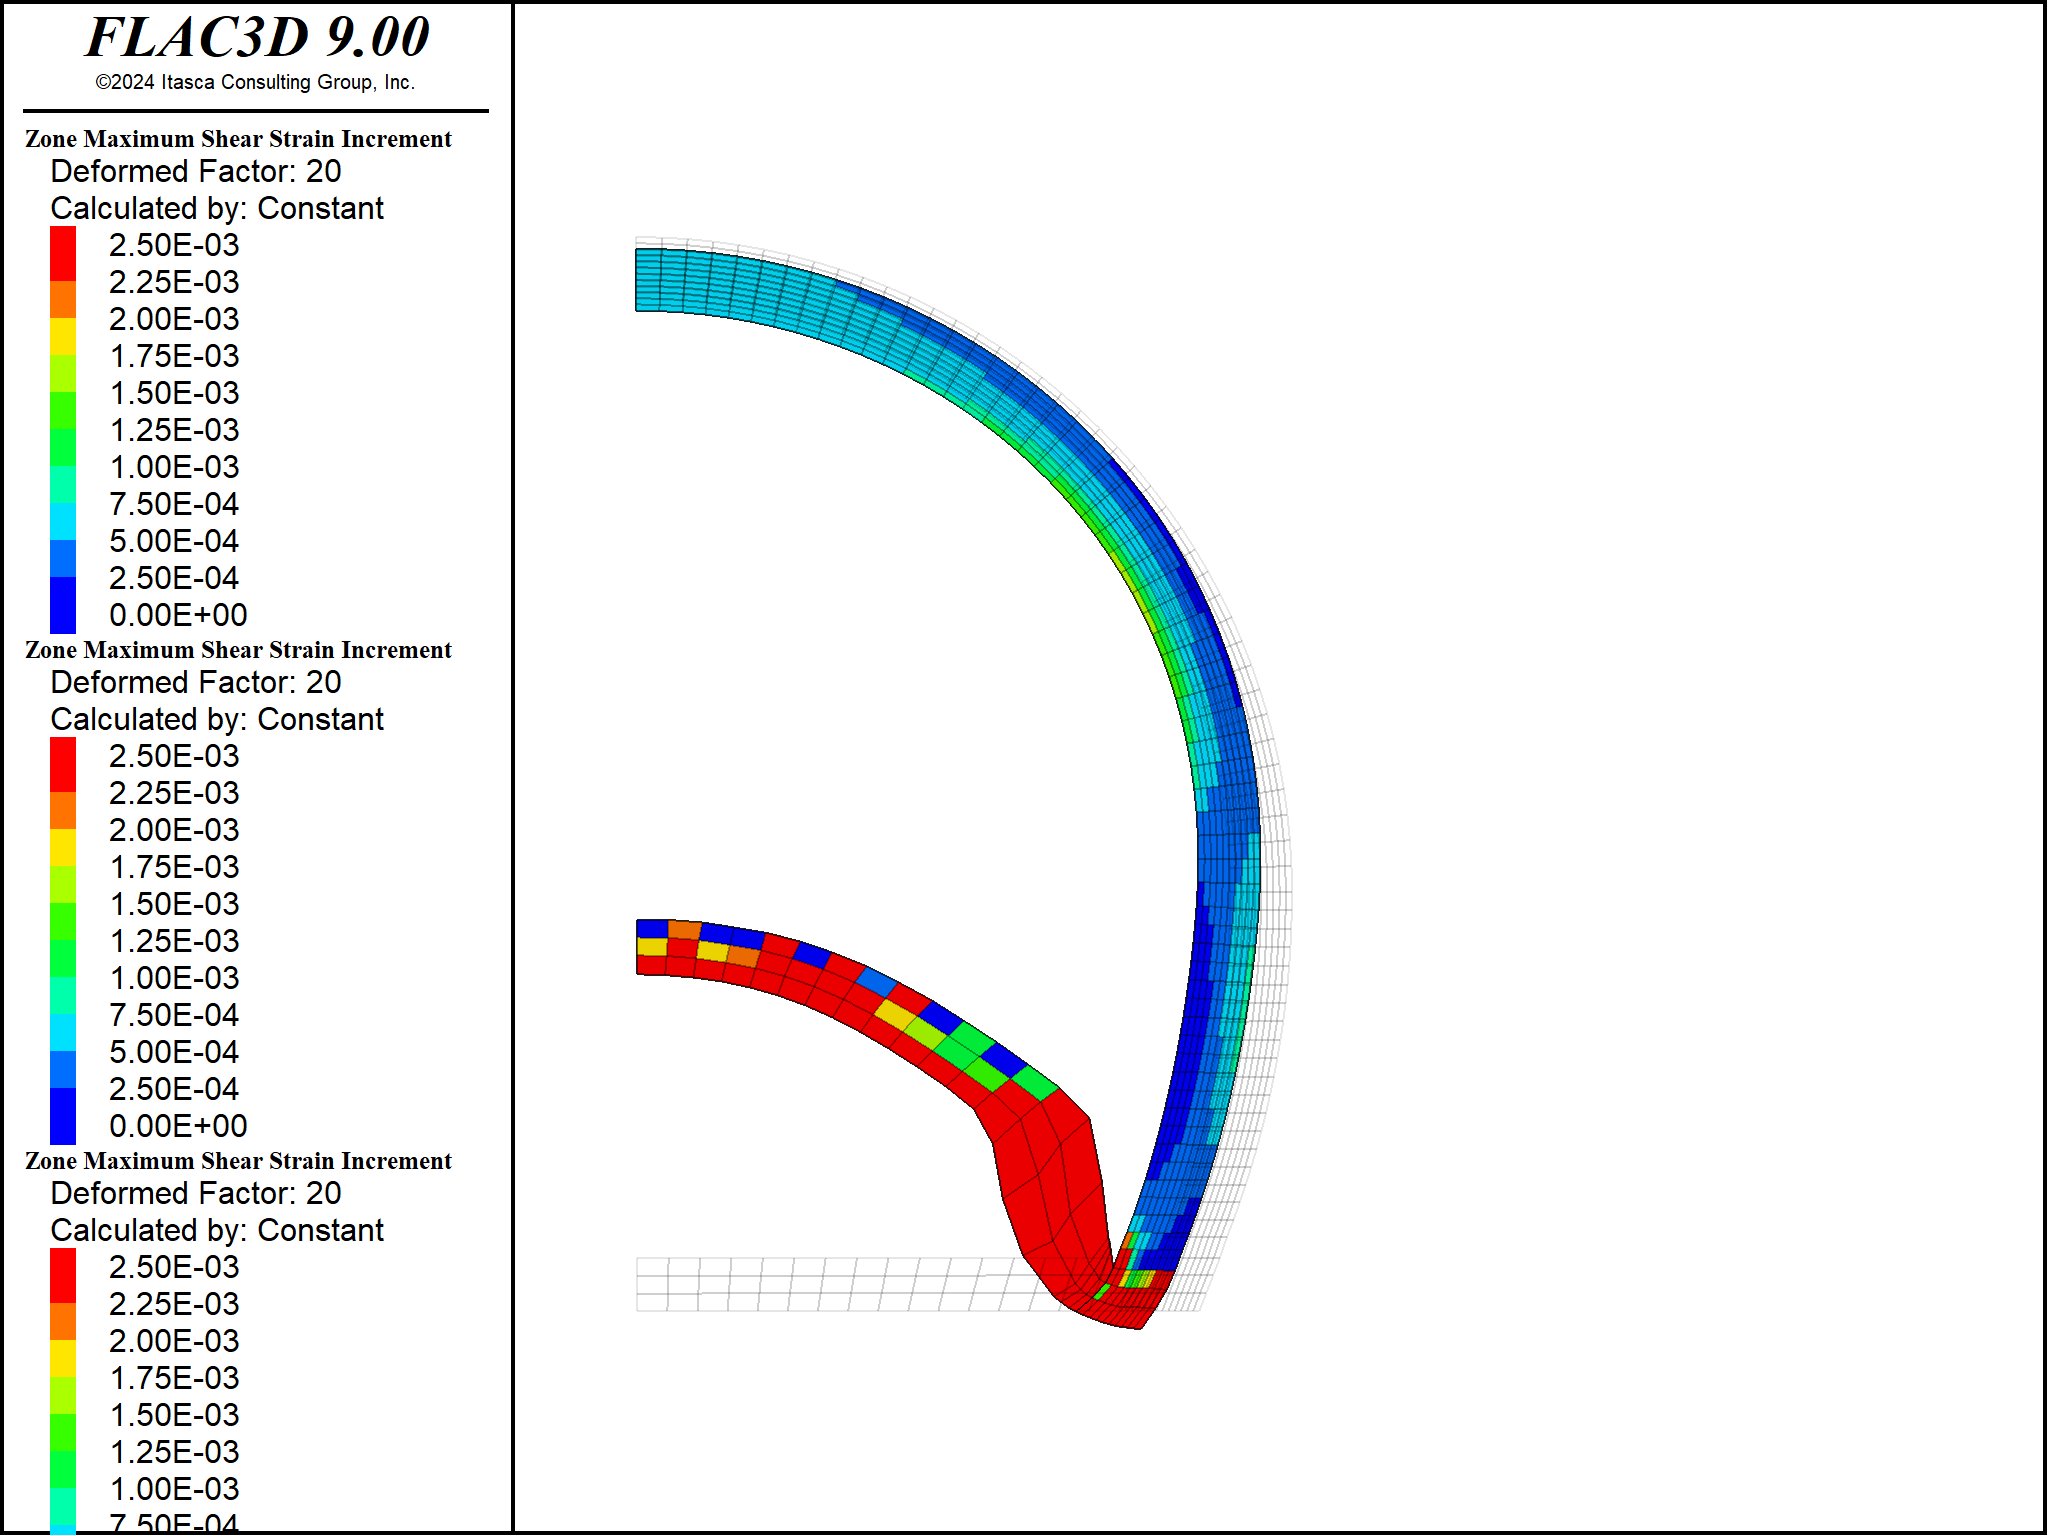 FLAC3D 9.00
©2024 Itasca Consulting Group, Inc.
Zone Maximum Shear Strain Increment
Deformed Factor: 20
Calculated by: Constant
2.50E-03
2.25E-03
2.00E-03
1.75E-03
1.50E-03
1.25E-03
1.00E-03
7.50E-04
5.00E-04
2.50E-04
0.00E+00
Zone Maximum Shear Strain Increment
Deformed Factor: 20
Calculated by: Constant
2.50E-03
2.25E-03
2.00E-03
1.75E-03
1.50E-03
1.25E-03
1.00E-03
7.50E-04
5.00E-04
2.50E-04
0.00E+00
Zone Maximum Shear Strain Increment
Deformed Factor: 20
Calculated by: Constant
2.50E-03
2.25E-03
2.00E-03
1.75E-03
1.50E-03
1.25E-03
1.00E-03
7.50E-04